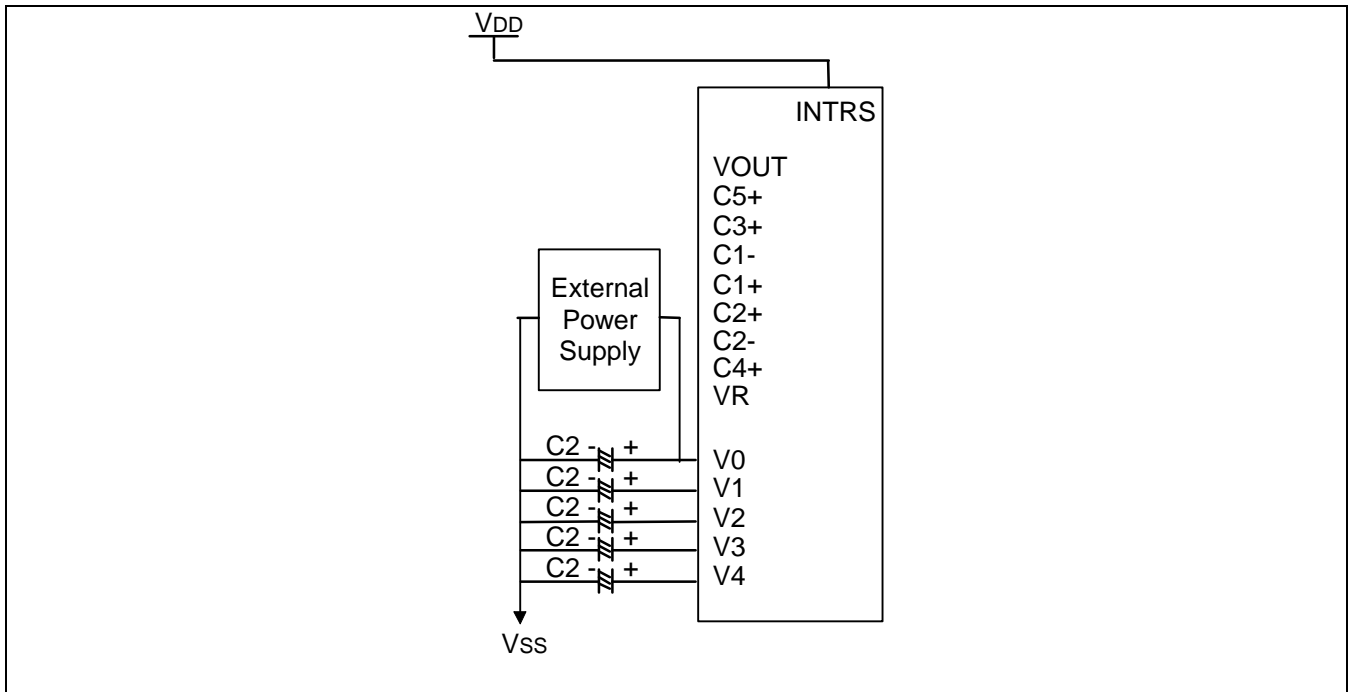 VDD
INTRS
VOUT
C5+
C3+
C1-
C1+
C2+
C2-
C4+
VR
External
Power
Supply
C2 - + V0
C2 - + V1
C2 - + V2
C2 - + V3
C2 - + V4
VSS